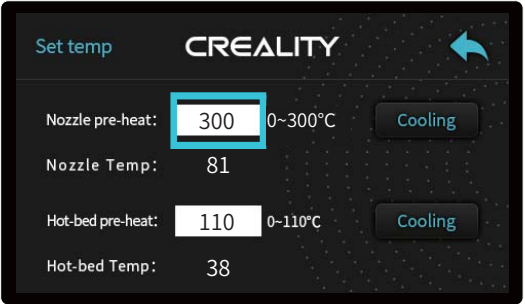 Set temp CREALITY
Nozzle pre-heat: 300 0~300°C Cooling
Nozzle Temp: 81
Hot-bed pre-heat: 110 0~110°C Cooling
Hot-bed Temp: 38